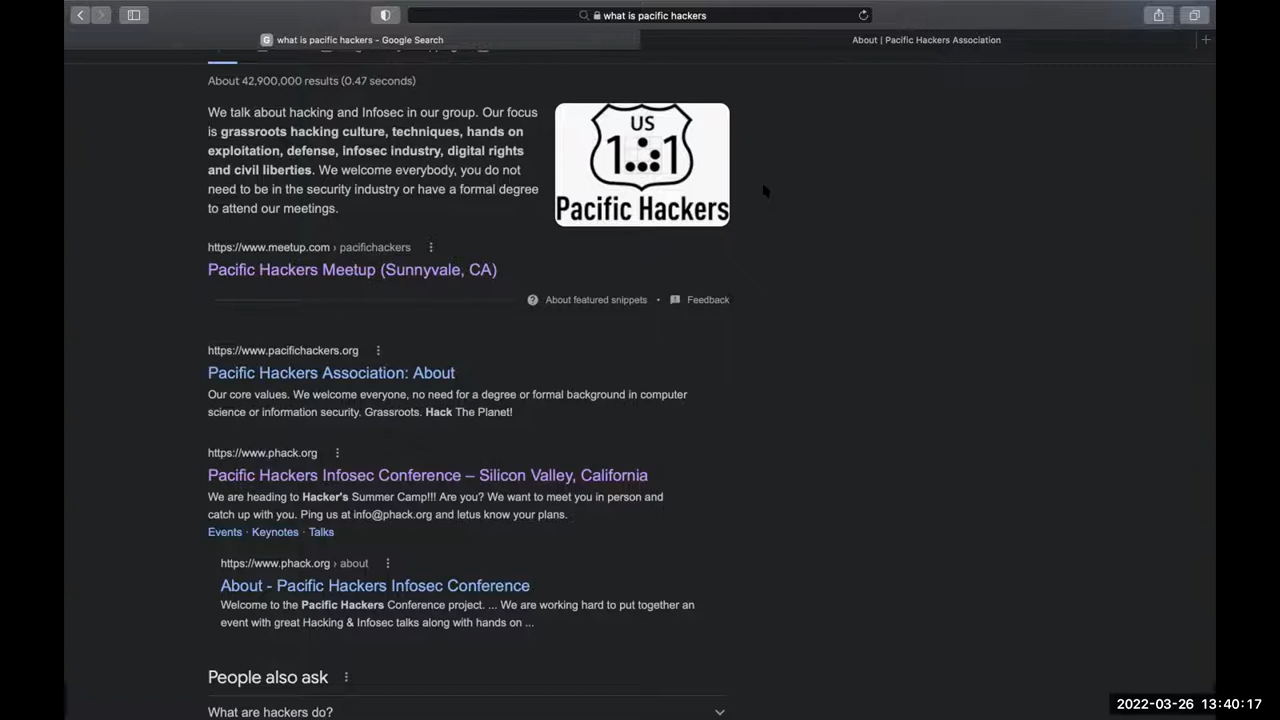 what is pacific hackers
what is pacific hackers - Google Search
About | Pacific Hackers Association
About 42,900,000 results (0.47 seconds)
We talk about hacking and Infosec in our group. Our focus
is grassroots hacking culture, techniques, hands on
exploitation, defense, infosec industry, digital rights
and civil liberties. We welcome everybody, you do not
need to be in the security industry or have a formal degree
to attend our meetings.
US
1 1
Pacific Hackers
https://www.meetup.com › pacifichackers
Pacific Hackers Meetup (Sunnyvale, CA)
About featured snippets • Feedback
https://www.pacifichackers.org
Pacific Hackers Association: About
Our core values. We welcome everyone, no need for a degree or formal background in computer
science or information security. Grassroots. Hack The Planet!
https://www.phack.org
Pacific Hackers Infosec Conference – Silicon Valley, California
We are heading to Hacker's Summer Camp!!! Are you? We want to meet you in person and
catch up with you. Ping us at info@phack.org and letus know your plans.
Events · Keynotes · Talks
https://www.phack.org › about
About - Pacific Hackers Infosec Conference
Welcome to the Pacific Hackers Conference project. ... We are working hard to put together an
event with great Hacking & Infosec talks along with hands on ...
People also ask
What are hackers do?
2022-03-26 13:40:17